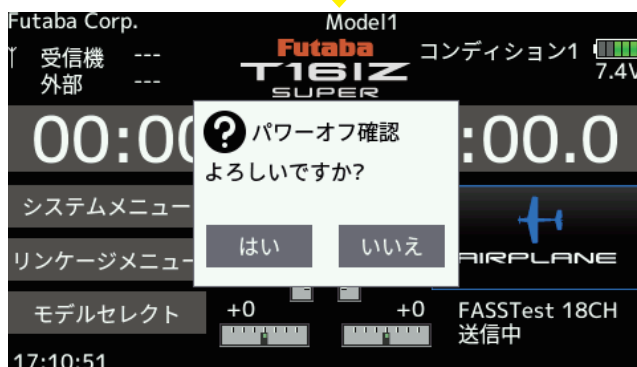 Futaba Corp.
Model1
受信機 ---
外部 ---
Futaba
T16IZ
SUPER
コンディション1
7.4V
00:00
:00.0
パワーオフ確認
よろしいですか?
はい
いいえ
システムメニュー
リンケージメニュー
モデルセレクト
AIRPLANE
+0
+0
FASSTest 18CH
送信中
17:10:51